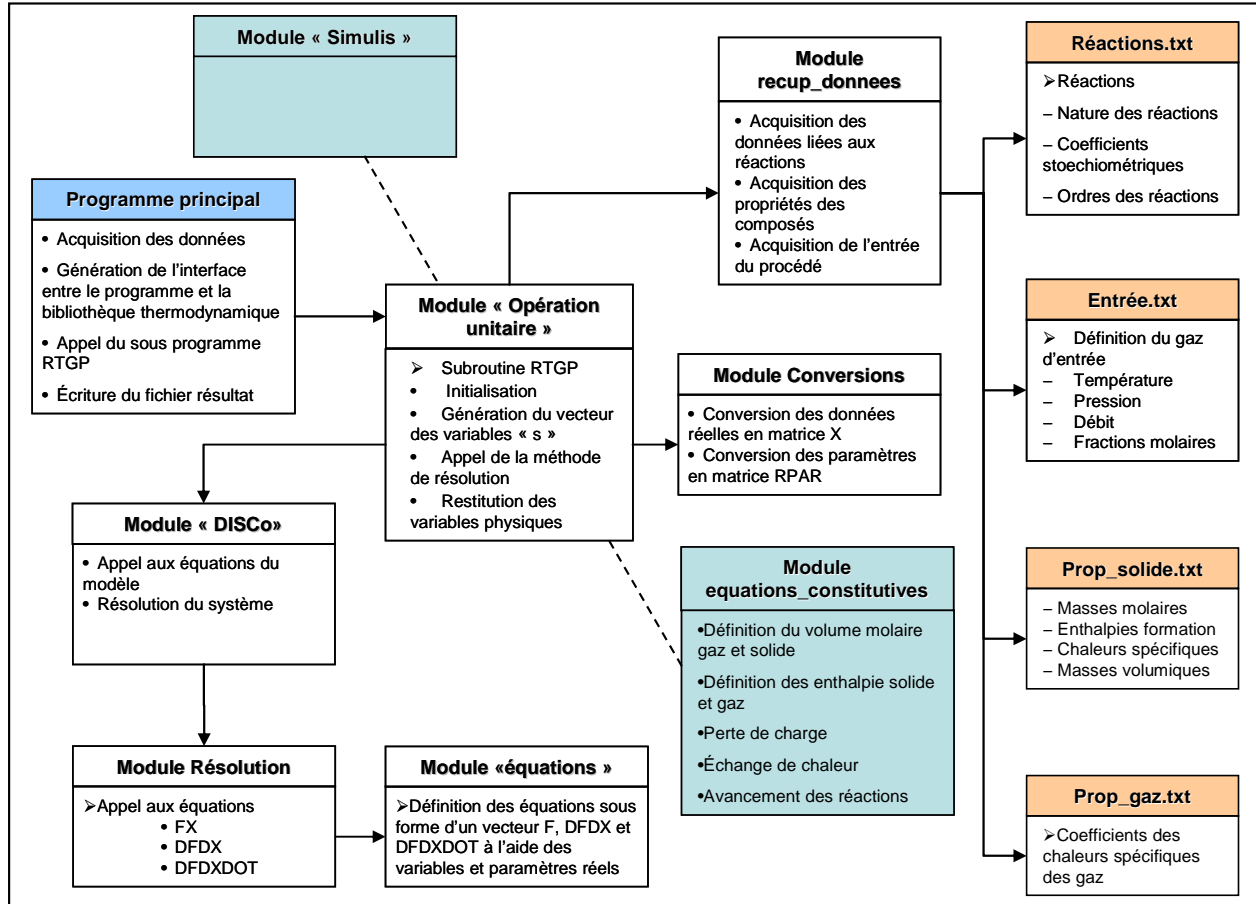 Module « Simulis »
Programme principal
• Acquisition des données
• Génération de l'interface
entre le programme et la
bibliothèque thermodynamique
• Appel du sous programme
RTGP
• Écriture du fichier résultat
Module « Opération
unitaire »
➢ Subroutine RTGP
• Initialisation
• Génération du vecteur
des variables « s »
• Appel de la méthode
de résolution
• Restitution des
variables physiques
Module « DISCo»
• Appel aux équations du
modèle
• Résolution du système
Module Résolution
➢Appel aux équations
• FX
• DFDX
• DFDXDOT
Module «équations »
➢Définition des équations sous
forme d'un vecteur F, DFDX et
DFDXDOT à l'aide des
variables et paramètres réels
Module
recup_donnees
• Acquisition des
données liées aux
réactions
• Acquisition des
propriétés des
composés
• Acquisition de l'entrée
du procédé
Module Conversions
• Conversion des données
réelles en matrice X
• Conversion des paramètres
en matrice RPAR
Module
equations_constitutives
•Définition du volume molaire
gaz et solide
•Définition des enthalpie solide
et gaz
•Perte de charge
•Échange de chaleur
•Avancement des réactions
Réactions.txt
➢Réactions
– Nature des réactions
– Coefficients
stoechiométriques
– Ordres des réactions
Entrée.txt
➢ Définition du gaz
d'entrée
– Température
– Pression
– Débit
– Fractions molaires
Prop_solide.txt
– Masses molaires
– Enthalpies formation
– Chaleurs spécifiques
– Masses volumiques
Prop_gaz.txt
➢Coefficients des
chaleurs spécifiques
des gaz